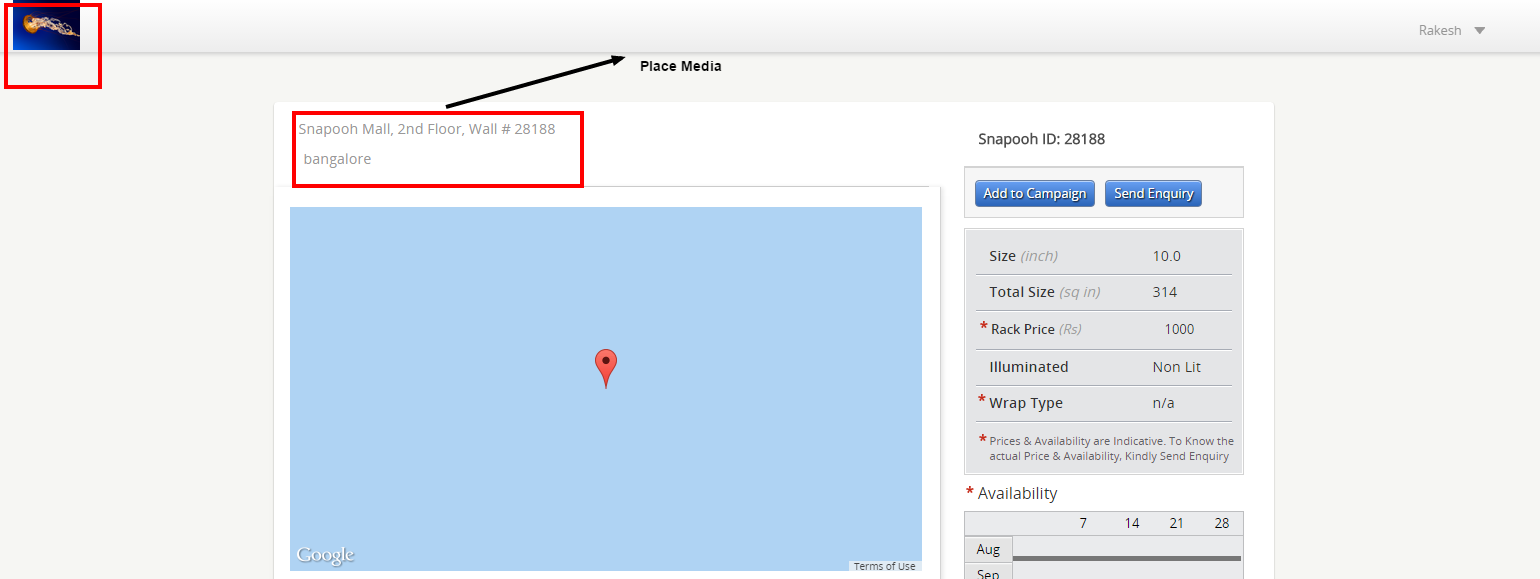 Rakesh
Place Media
Snapooh Mall, 2nd Floor, Wall # 28188
bangalore
Google
Terms of Use
Snapooh ID: 28188
Add to Campaign Send Enquiry
Size (inch) 10.0
Total Size (sq in) 314
* Rack Price (Rs) 1000
Illuminated Non Lit
* Wrap Type n/a
* Prices & Availability are Indicative. To Know the
actual Price & Availability, Kindly Send Enquiry
* Availability
7 14 21 28
Aug
Sep